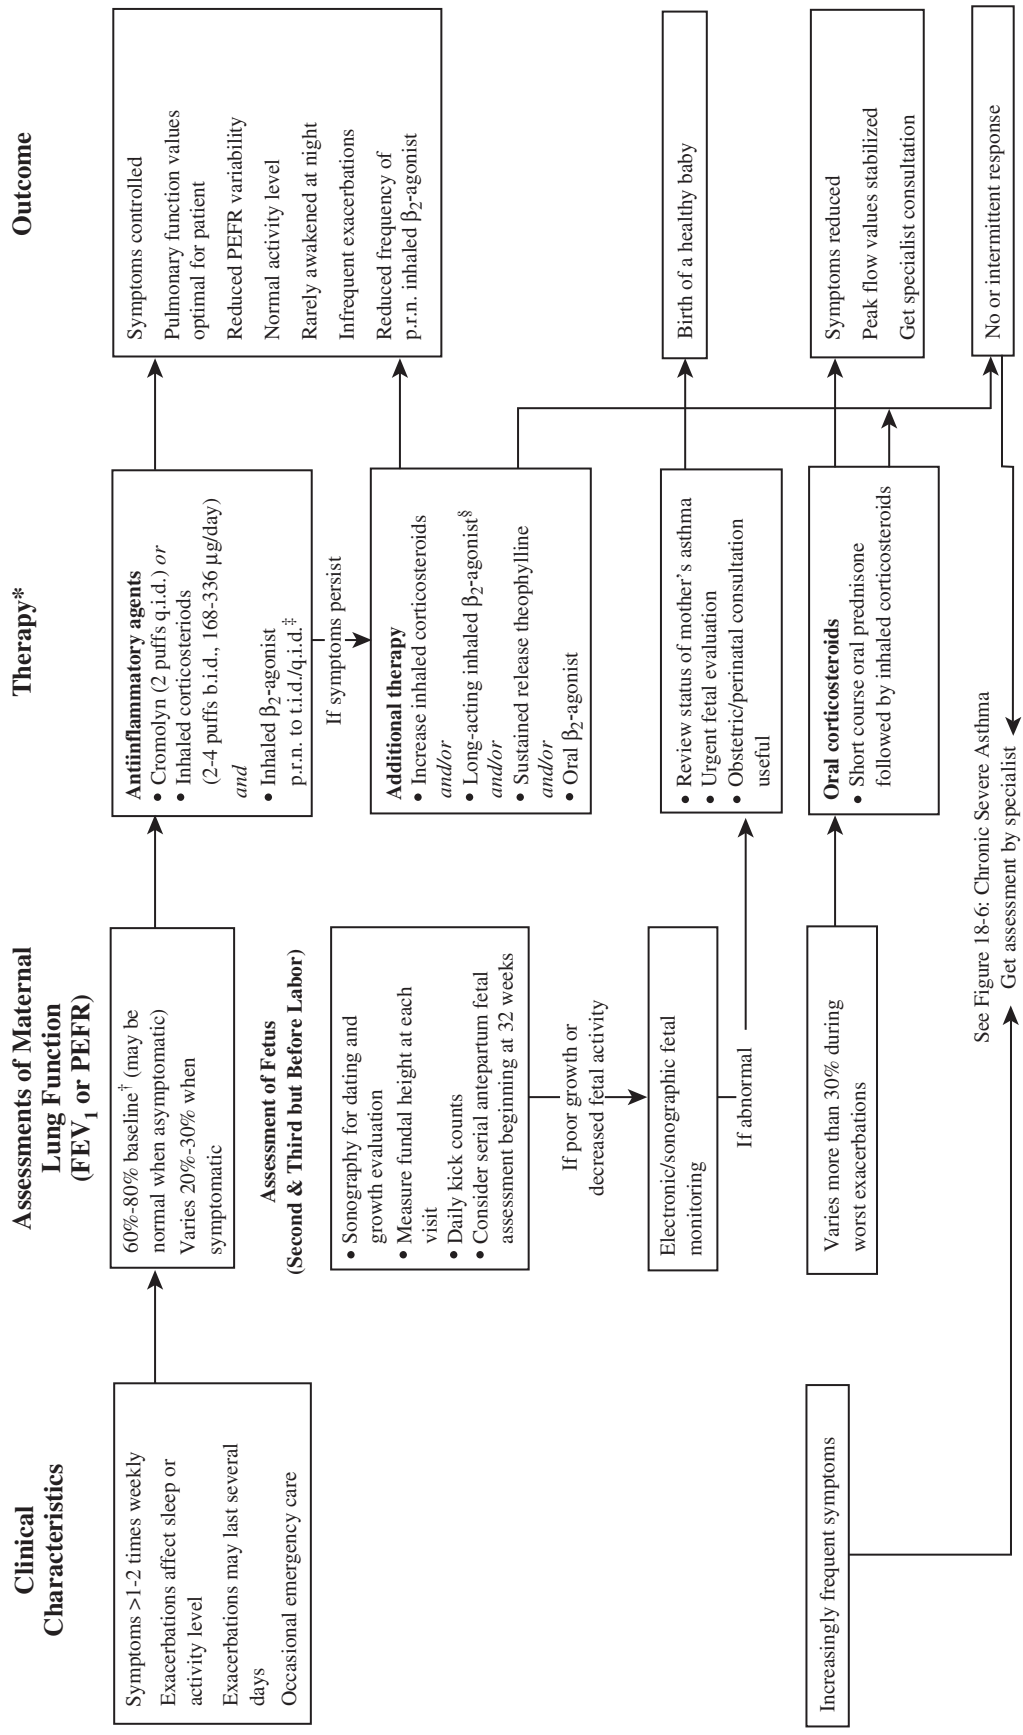 Clinical
Characteristics
Assessments of Maternal
Lung Function
(FEV1 or PEFR)
Therapy*
Outcome
Symptoms >1-2 times weekly
Exacerbations affect sleep or
activity level
Exacerbations may last several
days
Occasional emergency care
60%-80% baseline† (may be
normal when asymptomatic)
Varies 20%-30% when
symptomatic
Antiinflammatory agents
• Cromolyn (2 puffs q.i.d.) or
• Inhaled corticosteriods
(2-4 puffs b.i.d., 168-336 µg/day)
and
• Inhaled β2-agonist
p.r.n. to t.i.d./q.i.d.‡
If symptoms persist
Additional therapy
• Increase inhaled corticosteroids
and/or
• Long-acting inhaled β2-agonist§
and/or
• Sustained release theophylline
and/or
• Oral β2-agonist
Symptoms controlled
Pulmonary function values
optimal for patient
Reduced PEFR variability
Normal activity level
Rarely awakened at night
Infrequent exacerbations
Reduced frequency of
p.r.n. inhaled β2-agonist
Assessment of Fetus
(Second & Third but Before Labor)
• Sonography for dating and
growth evaluation
• Measure fundal height at each
visit
• Daily kick counts
• Consider serial antepartum fetal
assessment beginning at 32 weeks
If poor growth or
decreased fetal activity
Electronic/sonographic fetal
monitoring
If abnormal
• Review status of mother's asthma
• Urgent fetal evaluation
• Obstetric/perinatal consultation
useful
Birth of a healthy baby
Increasingly frequent symptoms
Varies more than 30% during
worst exacerbations
Oral corticosteroids
• Short course oral prednisone
followed by inhaled corticosteroids
Symptoms reduced
Peak flow values stabilized
Get specialist consultation
No or intermittent response
See Figure 18-6: Chronic Severe Asthma
Get assessment by specialist